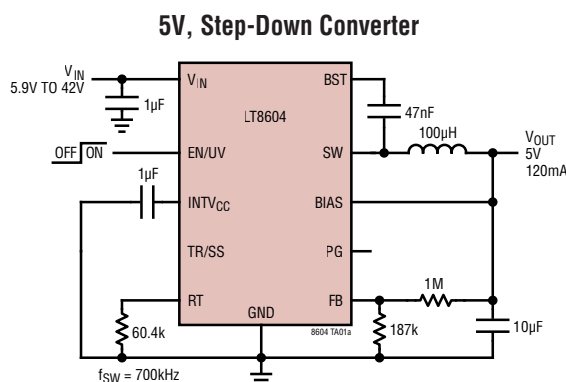 5V, Step-Down Converter
VIN
5.9V TO 42V
1µF
VIN
BST
LT8604
47nF
100µH
VOUT
5V
120mA
OFF ON
EN/UV
SW
1µF
INTVCC
BIAS
TR/SS
PG
1M
RT
FB
GND
60.4k
187k
10µF
8604 TA01a
fSW = 700kHz